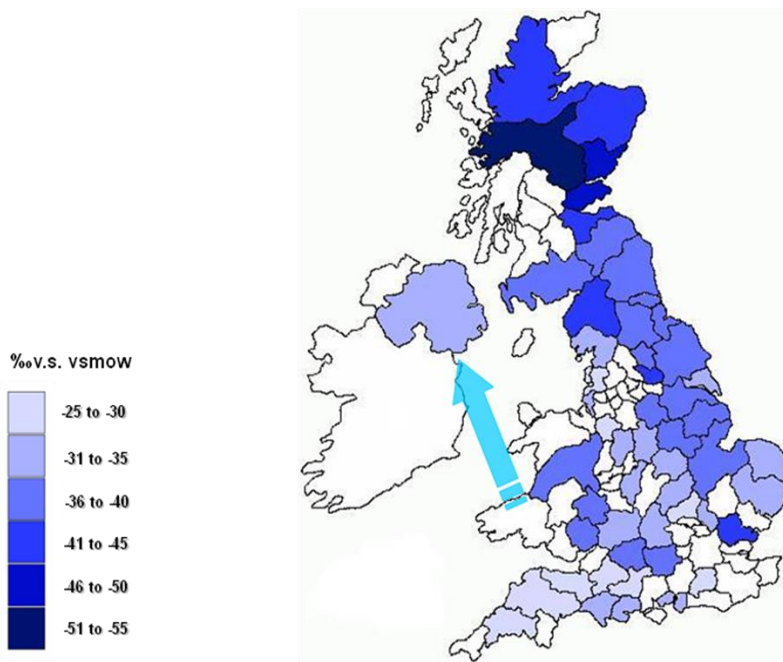 ‰v.s. vsmow
-25 to -30
-31 to -35
-36 to -40
-41 to -45
-46 to -50
-51 to -55